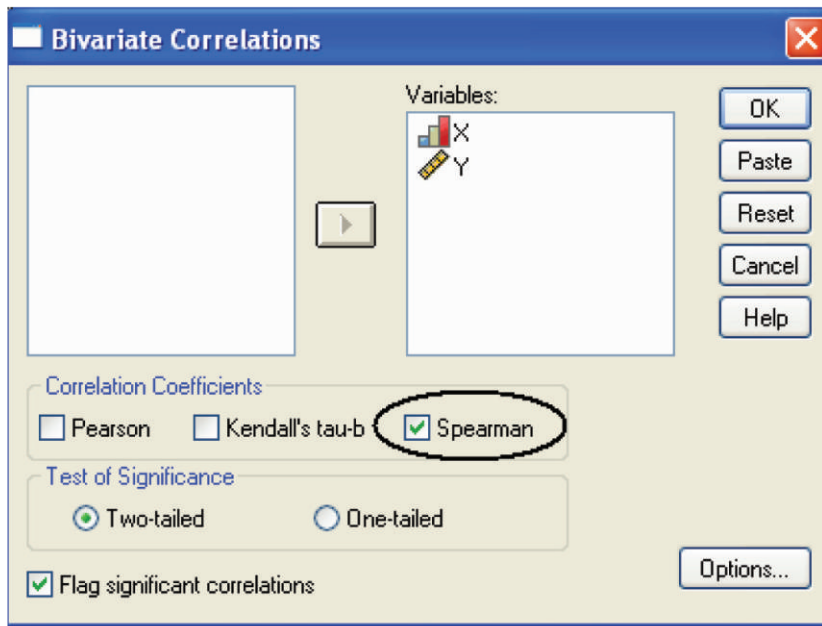 Bivariate Correlations
Variables:
X
Y
OK
Paste
Reset
Cancel
Help
Correlation Coefficients
Pearson Kendall's tau-b Spearman
Test of Significance
Two-tailed One-tailed
Flag significant correlations
Options...